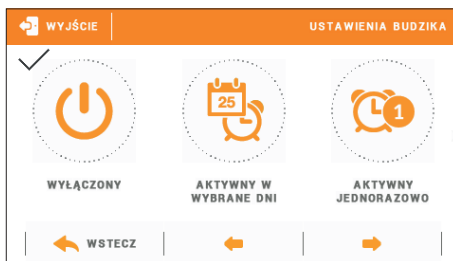 WYJŚCIE
USTAWIENIA BUDZIKA
25
1
WYŁĄCZONY
AKTYWNY W
WYBRANE DNI
AKTYWNY
JEDNORAZOWO
WSTECZ